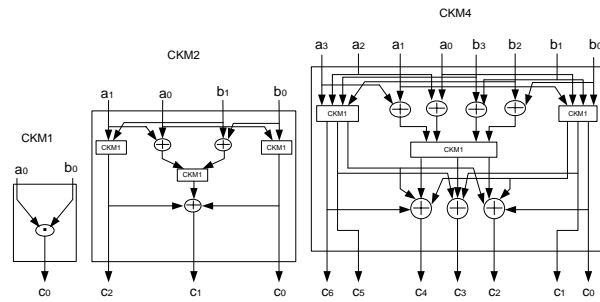 CKM4
a3 a2 a1 a0 b3 b2 b1 b0
CKM2
a1 a0 b1 b0
CKM1 CKM1
CKM1
CKM1 CKM1
CKM1
CKM1
a0 b0
c0
c2 c1 c0
c6 c5 c4 c3 c2 c1 c0